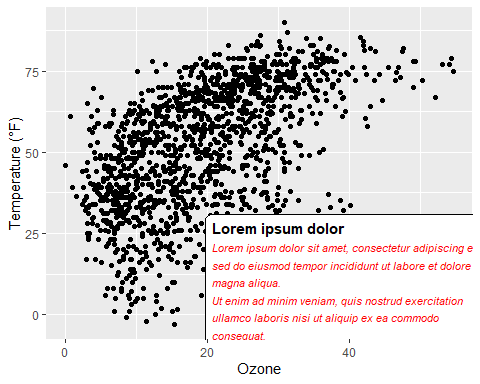 75
50
25
0
Temperature (°F)
Lorem ipsum dolor
Lorem ipsum dolor sit amet, consectetur adipiscing e
sed do eiusmod tempor incididunt ut labore et dolore
magna aliqua.
Ut enim ad minim veniam, quis nostrud exercitation
ullamco laboris nisi ut aliquip ex ea commodo
consequat.
0 20 40
Ozone